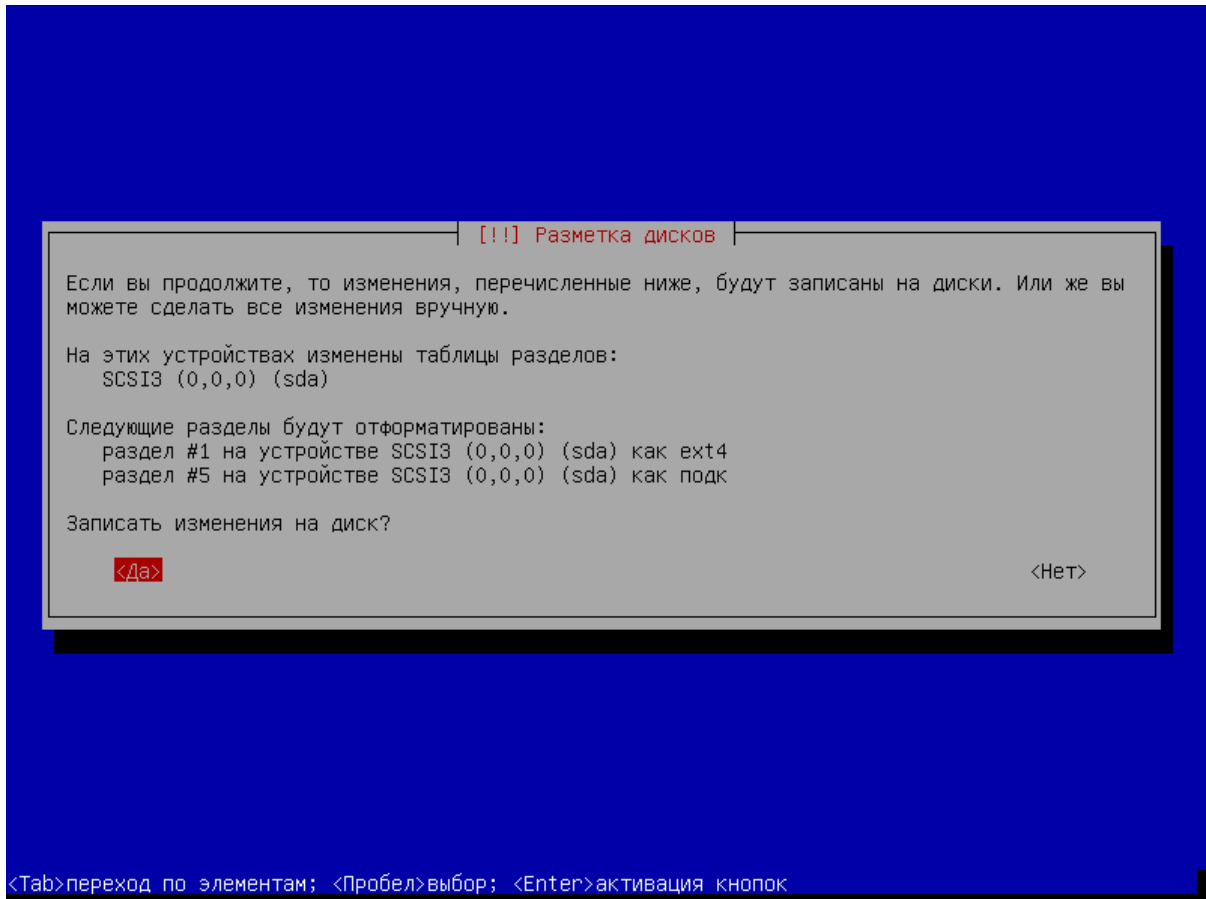 [!!] Разметка дисков
Если вы продолжите, то изменения, перечисленные ниже, будут записаны на диски. Или же вы
можете сделать все изменения вручную.
На этих устройствах изменены таблицы разделов:
SCSI3 (0,0,0) (sda)
Следующие разделы будут отформатированы:
раздел #1 на устройстве SCSI3 (0,0,0) (sda) как ext4
раздел #5 на устройстве SCSI3 (0,0,0) (sda) как подк
Записать изменения на диск?
<Да> <Нет>
<Tab>переход по элементам; <Пробел>выбор; <Enter>активация кнопок